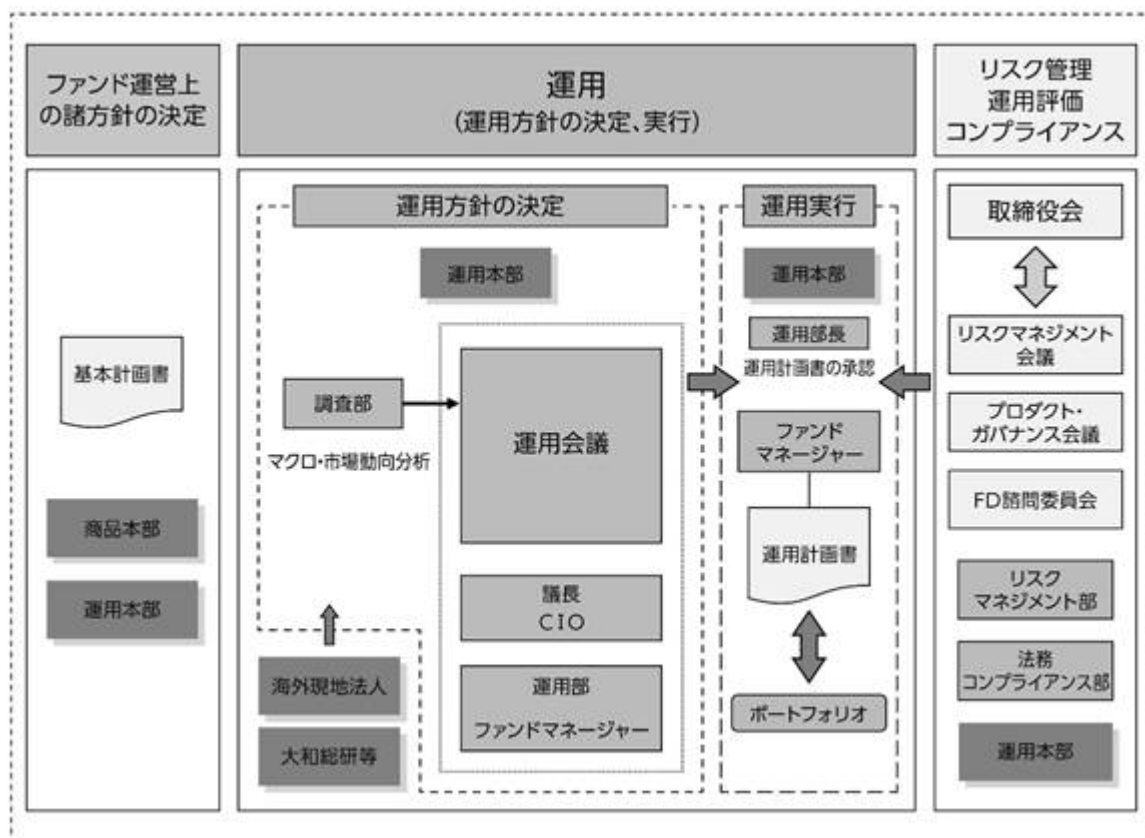 ファンド運営上
の諸方針の決定
基本計画書
商品本部
運用本部
運用
(運用方針の決定、実行)
運用方針の決定
運用本部
調査部
マクロ・市場動向分析
運用会議
議長
CIO
運用部
ファンドマネージャー
海外現地法人
大和総研等
運用実行
運用本部
運用部長
運用計画書の承認
ファンド
マネージャー
運用計画書
ポートフォリオ
リスク管理
運用評価
コンプライアンス
取締役会
リスクマネジメント
会議
プロダクト・
ガバナンス会議
FD諮問委員会
リスク
マネジメント部
法務
コンプライアンス部
運用本部